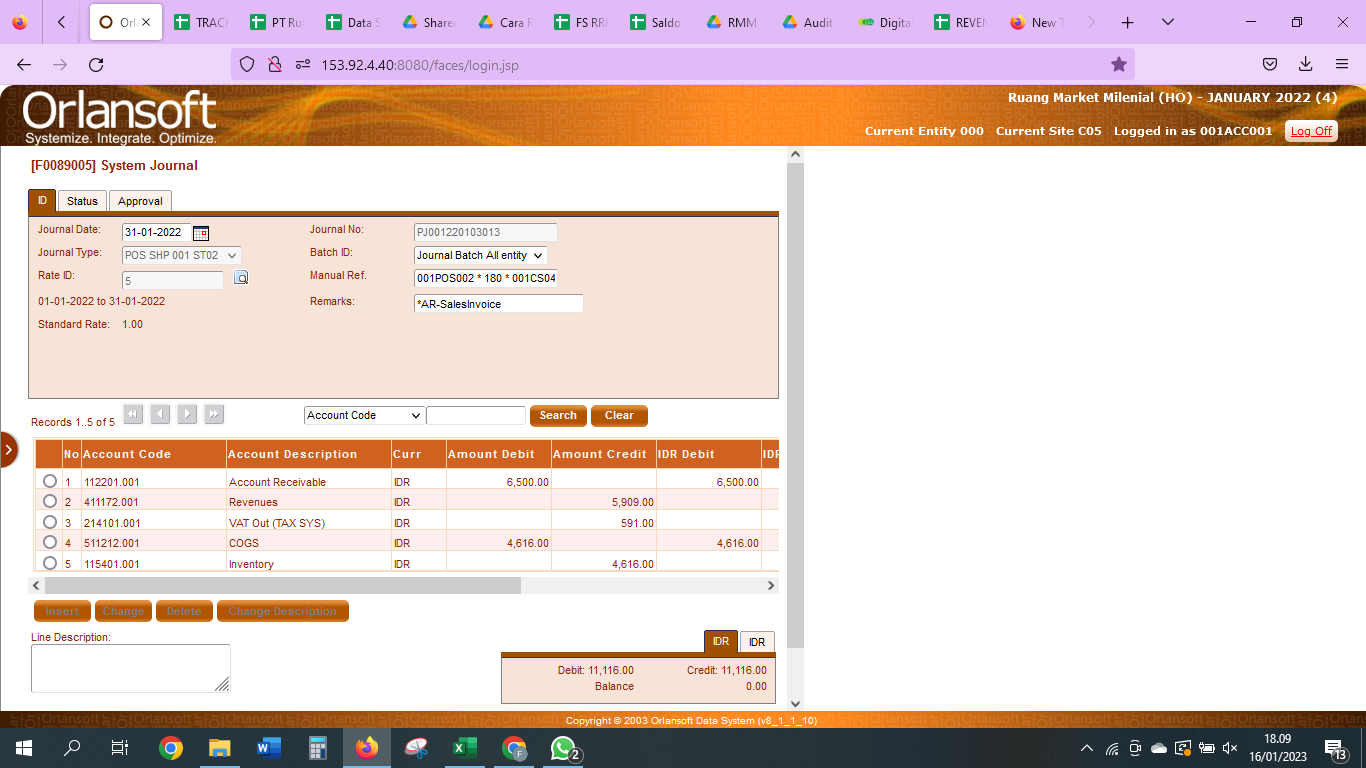 Orl
TRAC
PT Ru
Data S
Share
Cara P
FS RR
Saldo
RMM
Audit
Digita
REVEN
New T
153.92.4.40:8080/faces/login.jsp
Orlansoft
Systemize. Integrate. Optimize.
Ruang Market Milenial (HO) - JANUARY 2022 (4)
Current Entity 000 Current Site C05 Logged in as 001ACC001 Log Off
[F0089005] System Journal
ID Status Approval
Journal Date: 31-01-2022 Journal No: PJ001220103013
Journal Type: POS SHP 001 ST02 Batch ID: Journal Batch All entity
Rate ID: 5 Manual Ref. 001POS002 * 180 * 001CS04
01-01-2022 to 31-01-2022 Remarks: *AR-SalesInvoice
Standard Rate: 1.00
Records 1..5 of 5 Account Code Search Clear
No Account Code Account Description Curr Amount Debit Amount Credit IDR Debit IDR
1 112201.001 Account Receivable IDR 6,500.00 6,500.00
2 411172.001 Revenues IDR 5,909.00
3 214101.001 VAT Out (TAX SYS) IDR 591.00
4 511212.001 COGS IDR 4,616.00 4,616.00
5 115401.001 Inventory IDR 4,616.00
Insert Change Delete Change Description
Line Description:
IDR IDR
Debit: 11,116.00 Credit: 11,116.00
Balance 0.00
Copyright © 2003 Orlansoft Data System (v8_1_1_10)
2
18.09
16/01/2023
13